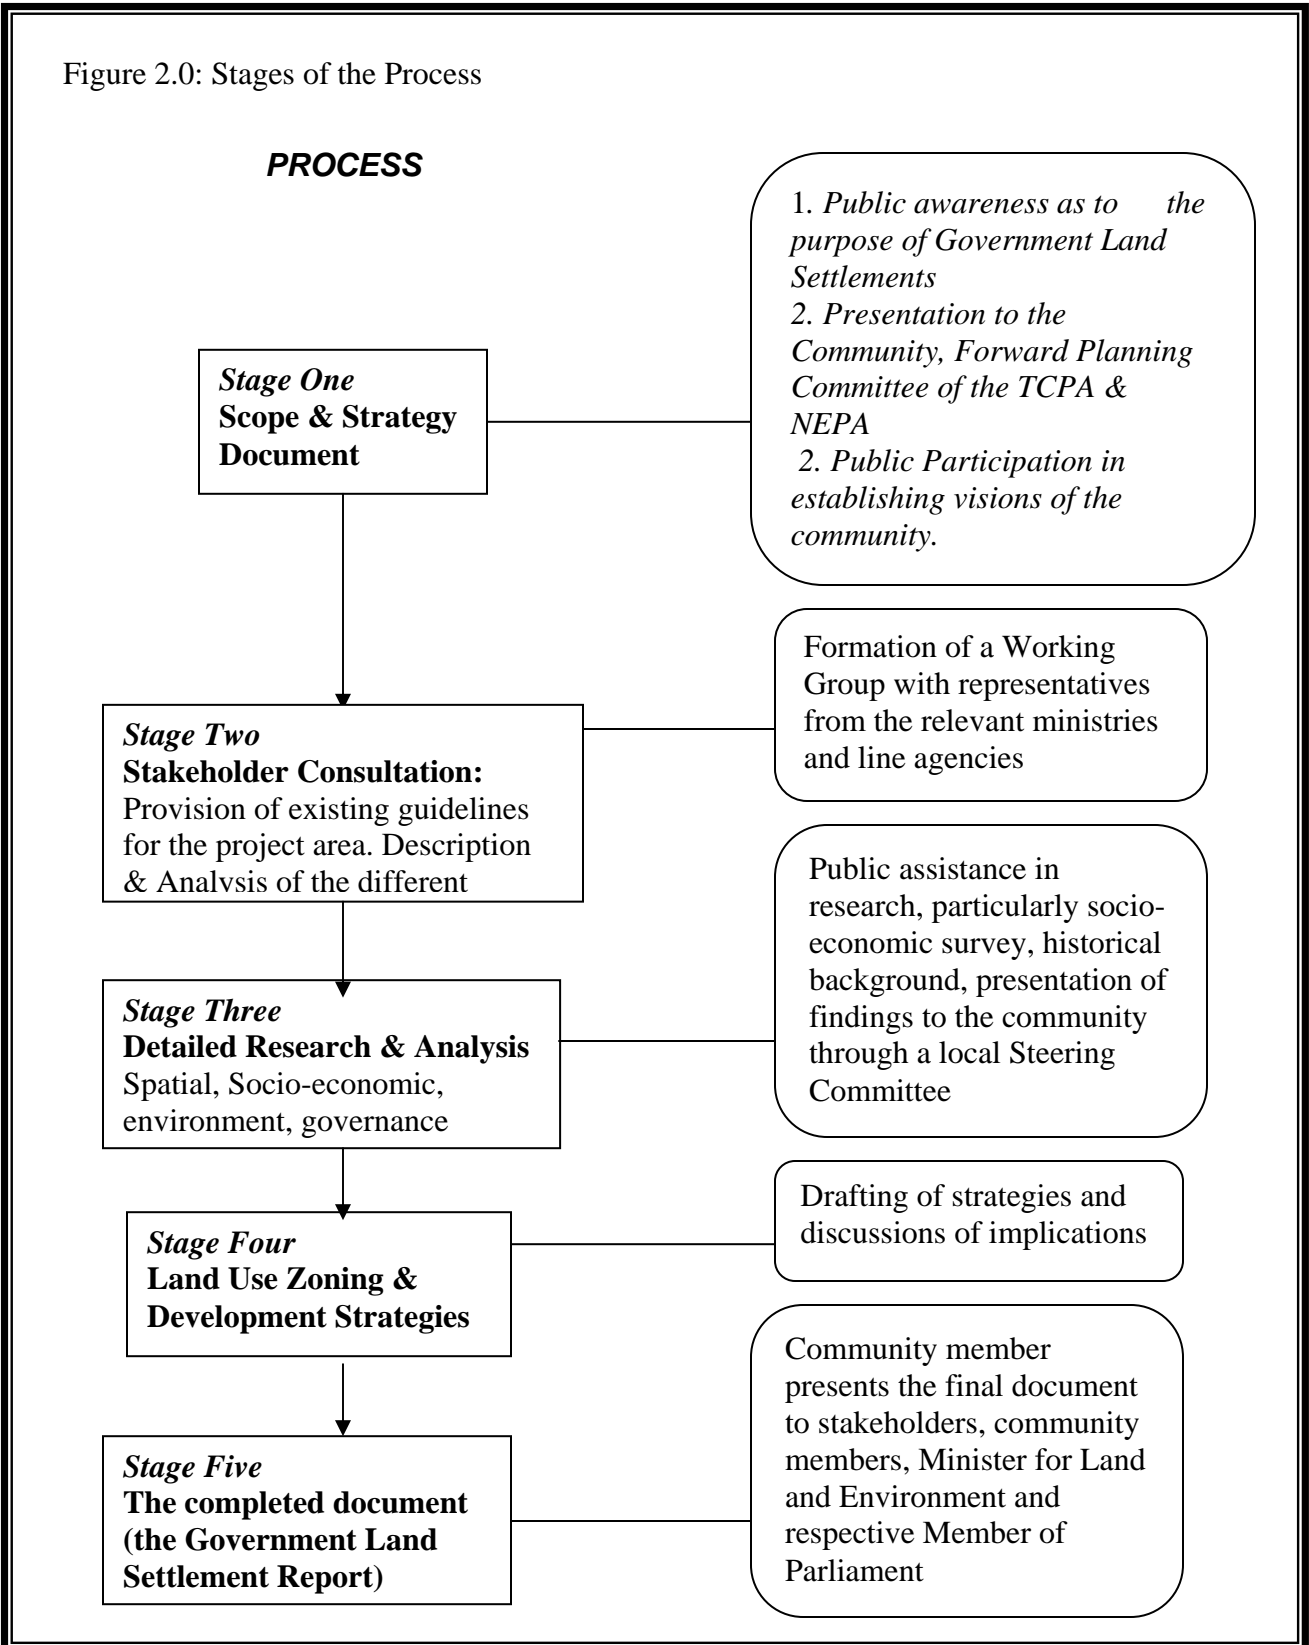 Figure 2.0: Stages of the Process
PROCESS
1. Public awareness as to the
purpose of Government Land
Settlements
2. Presentation to the
Community, Forward Planning
Committee of the TCPA &
NEPA
2. Public Participation in
establishing visions of the
community.
Stage One
Scope & Strategy
Document
Formation of a Working
Group with representatives
from the relevant ministries
and line agencies
Stage Two
Stakeholder Consultation:
Provision of existing guidelines
for the project area. Description
& Analysis of the different
Public assistance in
research, particularly socio-
economic survey, historical
background, presentation of
findings to the community
through a local Steering
Committee
Stage Three
Detailed Research & Analysis
Spatial, Socio-economic,
environment, governance
Drafting of strategies and
discussions of implications
Stage Four
Land Use Zoning &
Development Strategies
Community member
presents the final document
to stakeholders, community
members, Minister for Land
and Environment and
respective Member of
Parliament
Stage Five
The completed document
(the Government Land
Settlement Report)